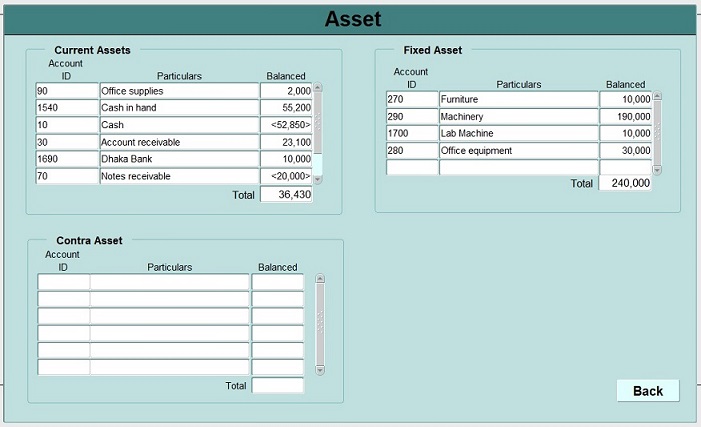 Asset
Current Assets
Account
ID Particulars Balanced
90 Office supplies 2,000
1540 Cash in hand 55,200
10 Cash <52,850>
30 Account receivable 23,100
1690 Dhaka Bank 10,000
70 Notes receivable <20,000>
Total 36,430
Fixed Asset
Account
ID Particulars Balanced
270 Furniture 10,000
290 Machinery 190,000
1700 Lab Machine 10,000
280 Office equipment 30,000
Total 240,000
Contra Asset
Account
ID Particulars Balanced
Total
Back